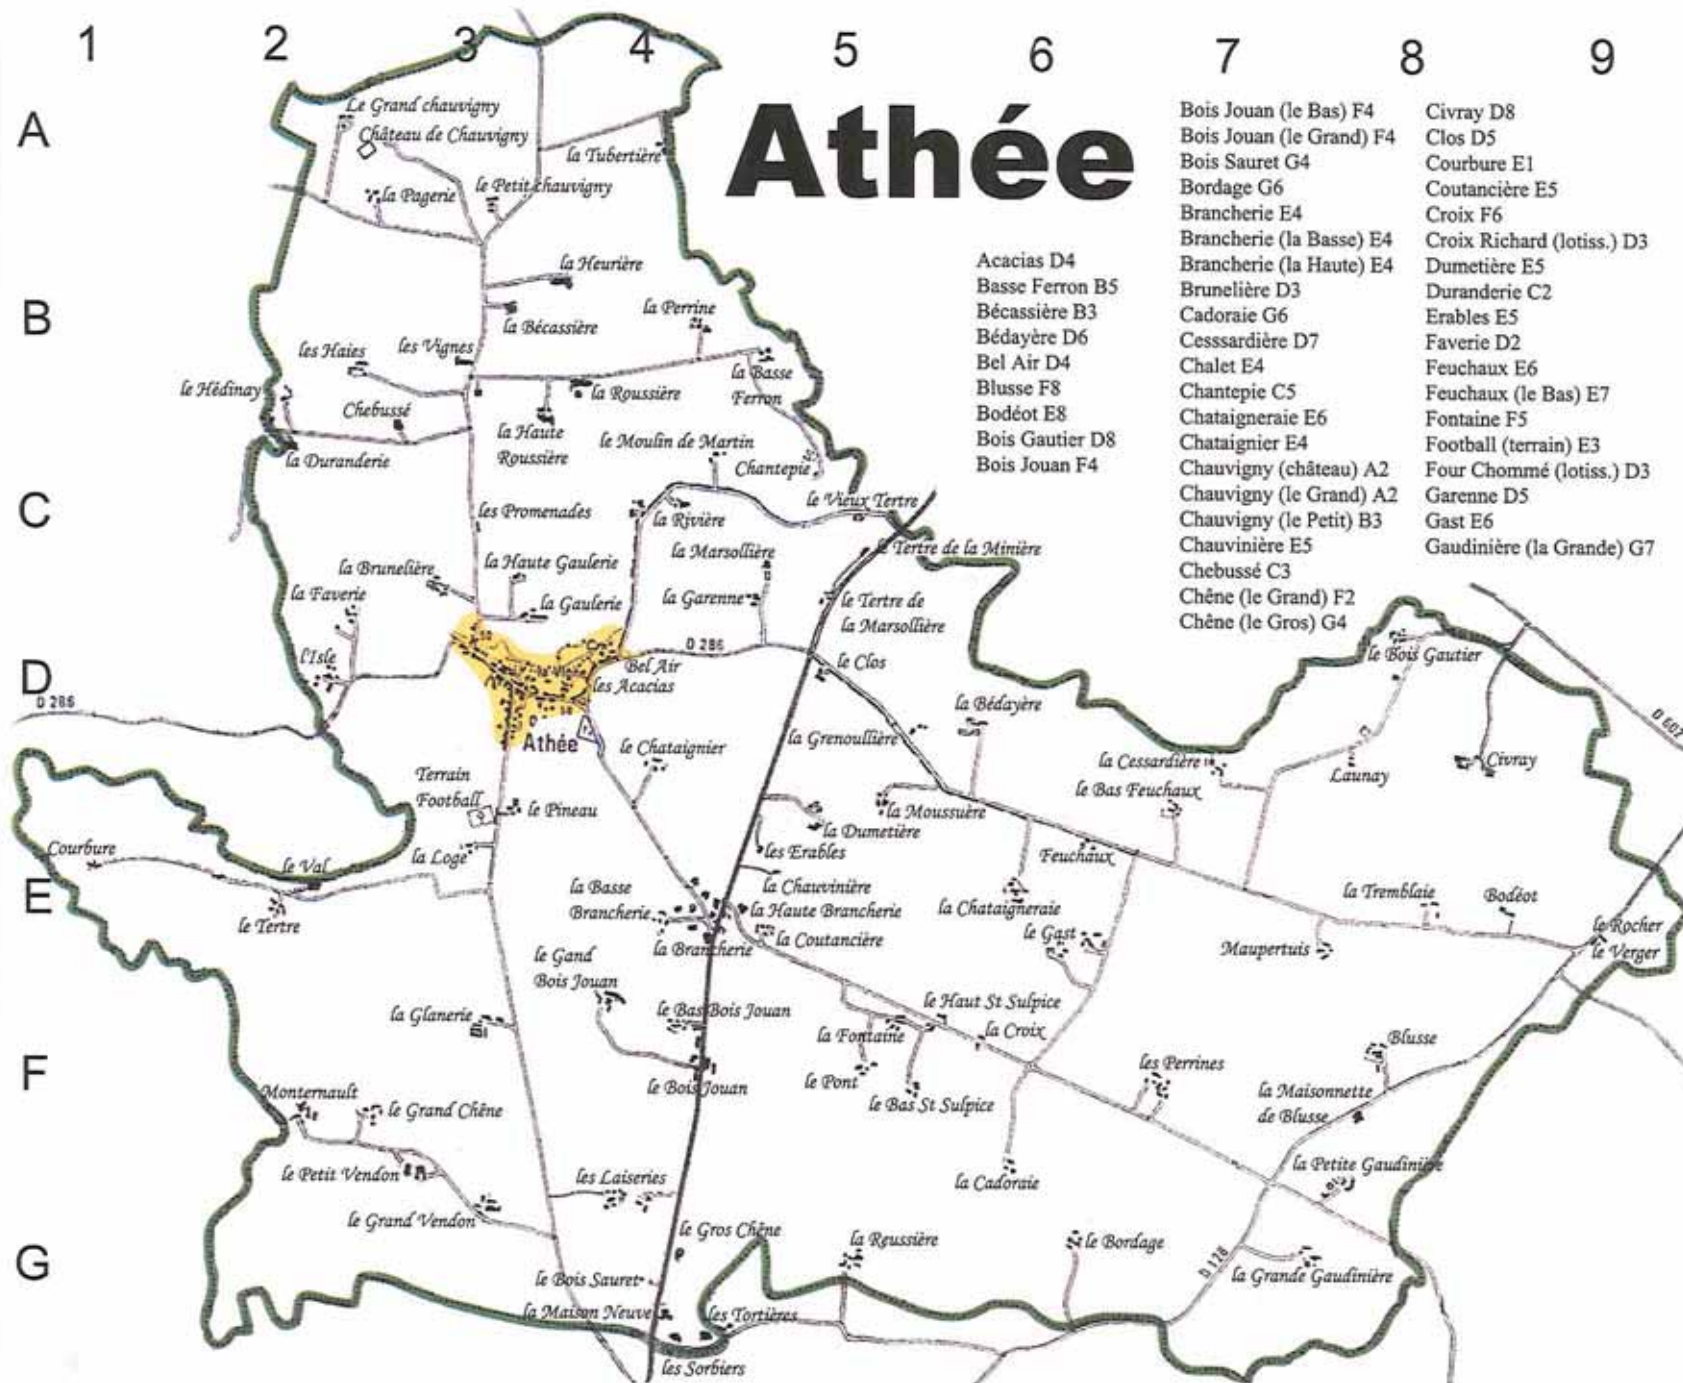 1 2 3 4 5 6 7 8 9
A
B
C
D
E
F
G
Athée
Acacias D4
Basse Ferron B5
Bécassière B3
Bédayère D6
Bel Air D4
Blusse F8
Bodéot E8
Bois Gautier D8
Bois Jouan F4
Bois Jouan (le Bas) F4
Bois Jouan (le Grand) F4
Bois Sauret G4
Bordage G6
Brancherie E4
Brancherie (la Basse) E4
Brancherie (la Haute) E4
Brunelière D3
Cadoraie G6
Cesssardière D7
Chalet E4
Chantepie C5
Chataigneraie E6
Chataignier E4
Chauvigny (château) A2
Chauvigny (le Grand) A2
Chauvigny (le Petit) B3
Chauvinière E5
Chebussé C3
Chêne (le Grand) F2
Chêne (le Gros) G4
Civray D8
Clos D5
Courbure E1
Coutancière E5
Croix F6
Croix Richard (lotiss.) D3
Dumetière E5
Duranderie C2
Erables E5
Faverie D2
Feuchaux E6
Feuchaux (le Bas) E7
Fontaine F5
Football (terrain) E3
Four Chommé (lotiss.) D3
Garenne D5
Gast E6
Gaudinière (la Grande) G7
Le Grand chauvigny
Château de Chauvigny
la Tubertière
la Pagerie
le Petit chauvigny
la Heurière
la Perrine
la Bécassière
les Haies
les Vignes
la Basse
Ferron
le Hédinay
la Roussière
Chebussé
la Haute
Roussière
le Moulin de Martin
la Duranderie
Chantepie
les Promenades
la Rivière
le Vieux Tertre
la Marsollière
le Tertre de la Minière
la Haute Gaulerie
la Brunelière
la Faverie
la Gaulerie
la Garenne
le Tertre de
la Marsollière
D 286
l'Isle
Bel Air
les Acacias
le Clos
le Bois Gautier
D 286
la Bédayère
D 602
Athée
le Chataignier
la Grenoullière
la Cessardière
Launay
Civray
Terrain
Football
le Pineau
la Moussuère
le Bas Feuchaux
la Dumetière
Courbure
le Val
la Loge
les Erables
Feuchaux
la Chauvinière
la Basse
Brancherie
la Haute Brancherie
la Chataigneraie
la Tremblaie
Bodéot
le Tertre
la Brancherie
la Coutancière
le Gast
Maupertuis
le Rocher
le Verger
le Gand
Bois Jouan
la Glanerie
le Bas Bois Jouan
le Haut St Sulpice
la Fontaine
la Croix
Blusse
le Bois Jouan
le Pont
le Bas St Sulpice
les Perrines
la Maisonnette
de Blusse
Monternault
le Grand Chêne
le Petit Vendon
les Laiseries
la Cadoraie
la Petite Gaudinière
le Grand Vendon
le Gros Chêne
la Reussière
le Bordage
D 128
la Grande Gaudinière
le Bois Sauret
la Maison Neuve
les Tortières
les Sorbiers